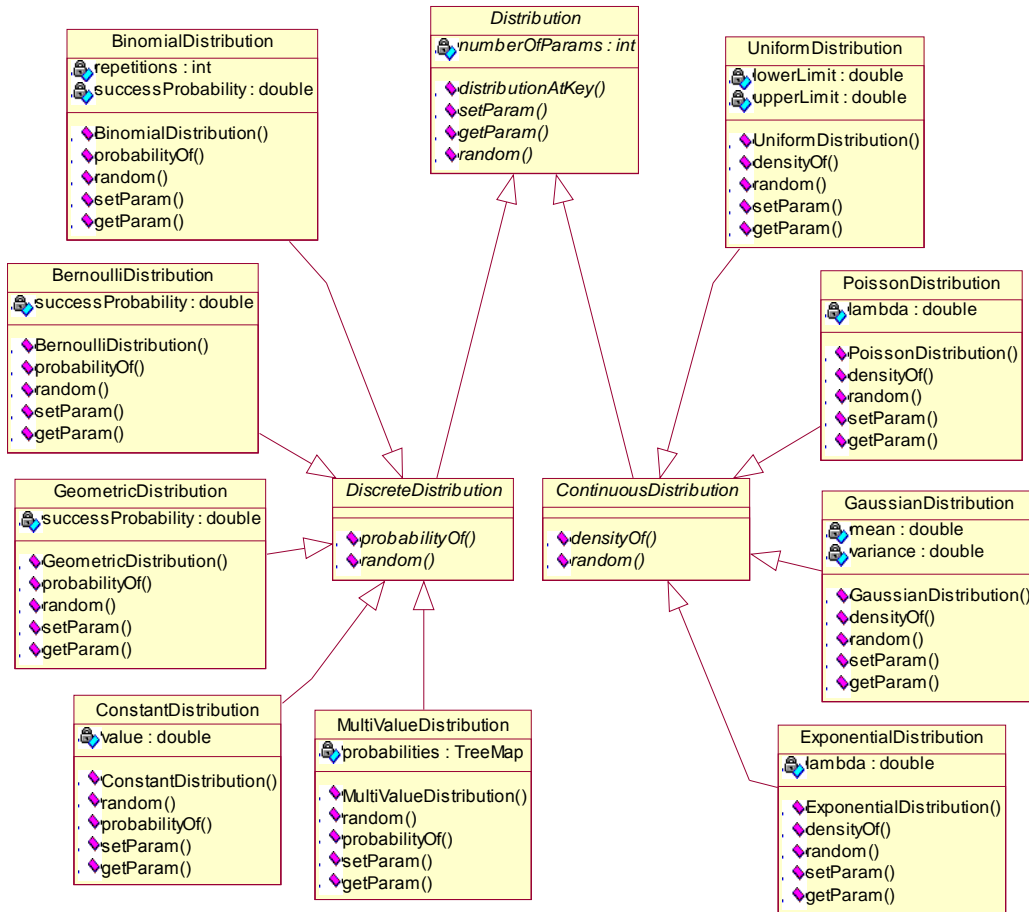 Distribution
numberOfParams : int
distributionAtKey()
setParam()
getParam()
random()
BinomialDistribution
repetitions : int
successProbability : double
BinomialDistribution()
probabilityOf()
random()
setParam()
getParam()
UniformDistribution
lowerLimit : double
upperLimit : double
UniformDistribution()
densityOf()
random()
setParam()
getParam()
BernoulliDistribution
successProbability : double
BernoulliDistribution()
probabilityOf()
random()
setParam()
getParam()
PoissonDistribution
lambda : double
PoissonDistribution()
densityOf()
random()
setParam()
getParam()
GeometricDistribution
successProbability : double
GeometricDistribution()
probabilityOf()
random()
setParam()
getParam()
DiscreteDistribution
probabilityOf()
random()
ContinuousDistribution
densityOf()
random()
GaussianDistribution
mean : double
variance : double
GaussianDistribution()
densityOf()
random()
setParam()
getParam()
ConstantDistribution
value : double
ConstantDistribution()
random()
probabilityOf()
setParam()
getParam()
MultiValueDistribution
probabilities : TreeMap
MultiValueDistribution()
random()
probabilityOf()
setParam()
getParam()
ExponentialDistribution
lambda : double
ExponentialDistribution()
densityOf()
random()
setParam()
getParam()